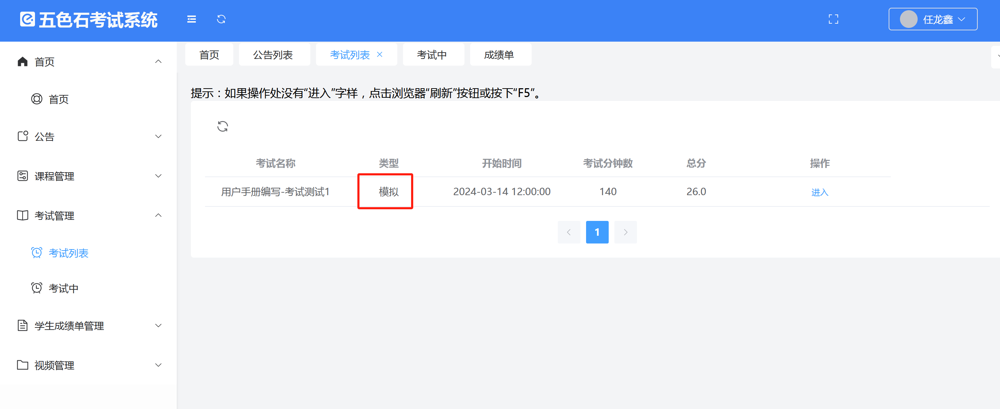 五色石考试系统
任龙鑫
首页
首页
公告
课程管理
考试管理
考试列表
考试中
学生成绩单管理
视频管理
首页 公告列表 考试列表 考试中 成绩单
提示：如果操作处没有“进入”字样，点击浏览器“刷新”按钮或按下“F5”。
考试名称 类型 开始时间 考试分钟数 总分 操作
用户手册编写-考试测试1 模拟 2024-03-14 12:00:00 140 26.0 进入
1